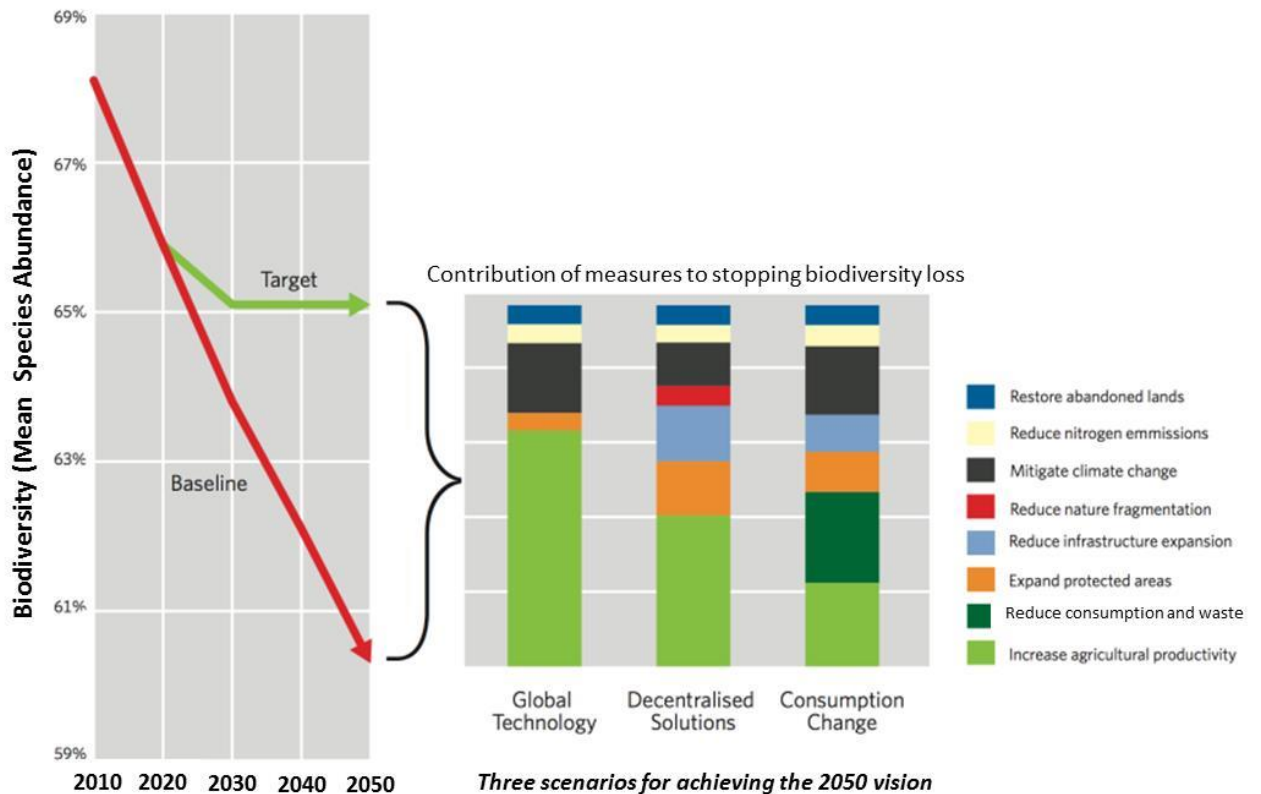 69%
67%
65%
63%
61%
59%
Biodiversity (Mean Species Abundance)
Target
Baseline
2010 2020 2030 2040 2050
Contribution of measures to stopping biodiversity loss
Global
Technology
Decentralised
Solutions
Consumption
Change
Three scenarios for achieving the 2050 vision
Restore abandoned lands
Reduce nitrogen emmissions
Mitigate climate change
Reduce nature fragmentation
Reduce infrastructure expansion
Expand protected areas
Reduce consumption and waste
Increase agricultural productivity